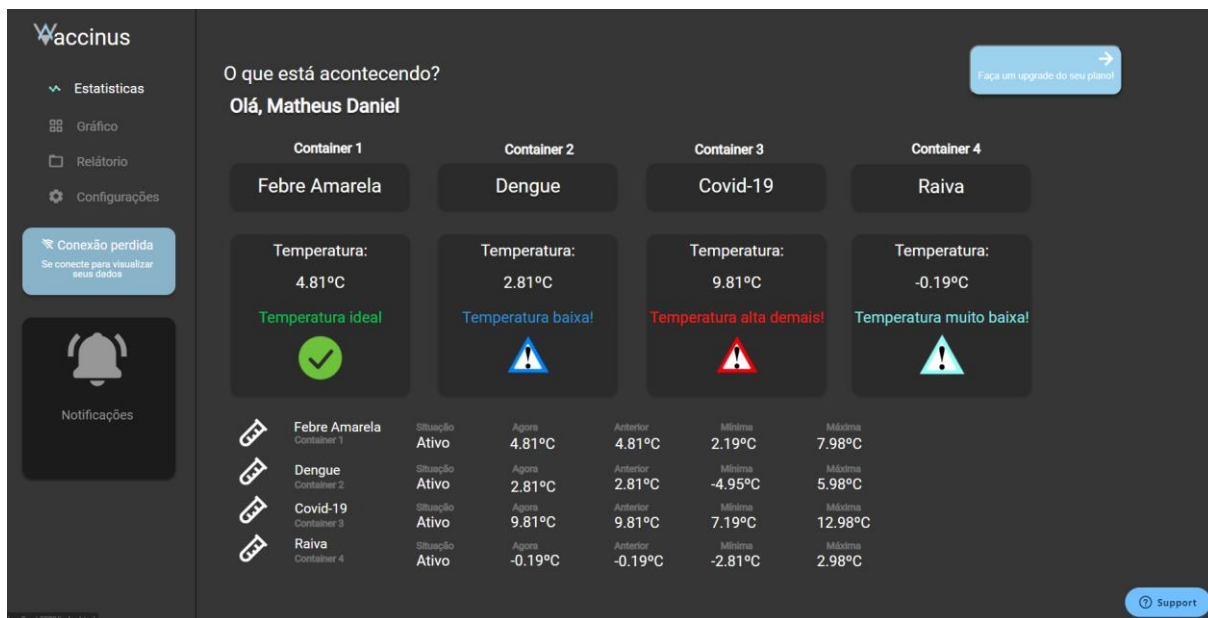 Waccinus
Estatisticas
Gráfico
Relátorio
Configurações
Conexão perdida
Se conecte para visualizar
seus dados
Notificações
O que está acontecendo?
Olá, Matheus Daniel
Faça um upgrade do seu plano!
Container 1 Container 2 Container 3 Container 4
Febre Amarela Dengue Covid-19 Raiva
Temperatura: Temperatura: Temperatura: Temperatura:
4.81ºC 2.81ºC 9.81ºC -0.19ºC
Temperatura ideal Temperatura baixa! Temperatura alta demais! Temperatura muito baixa!
Febre Amarela Situação Agora Anterior Mínima Máxima
Container 1 Ativo 4.81ºC 4.81ºC 2.19ºC 7.98ºC
Dengue Situação Agora Anterior Mínima Máxima
Container 2 Ativo 2.81ºC 2.81ºC -4.95ºC 5.98ºC
Covid-19 Situação Agora Anterior Mínima Máxima
Container 3 Ativo 9.81ºC 9.81ºC 7.19ºC 12.98ºC
Raiva Situação Agora Anterior Mínima Máxima
Container 4 Ativo -0.19ºC -0.19ºC -2.81ºC 2.98ºC
Support